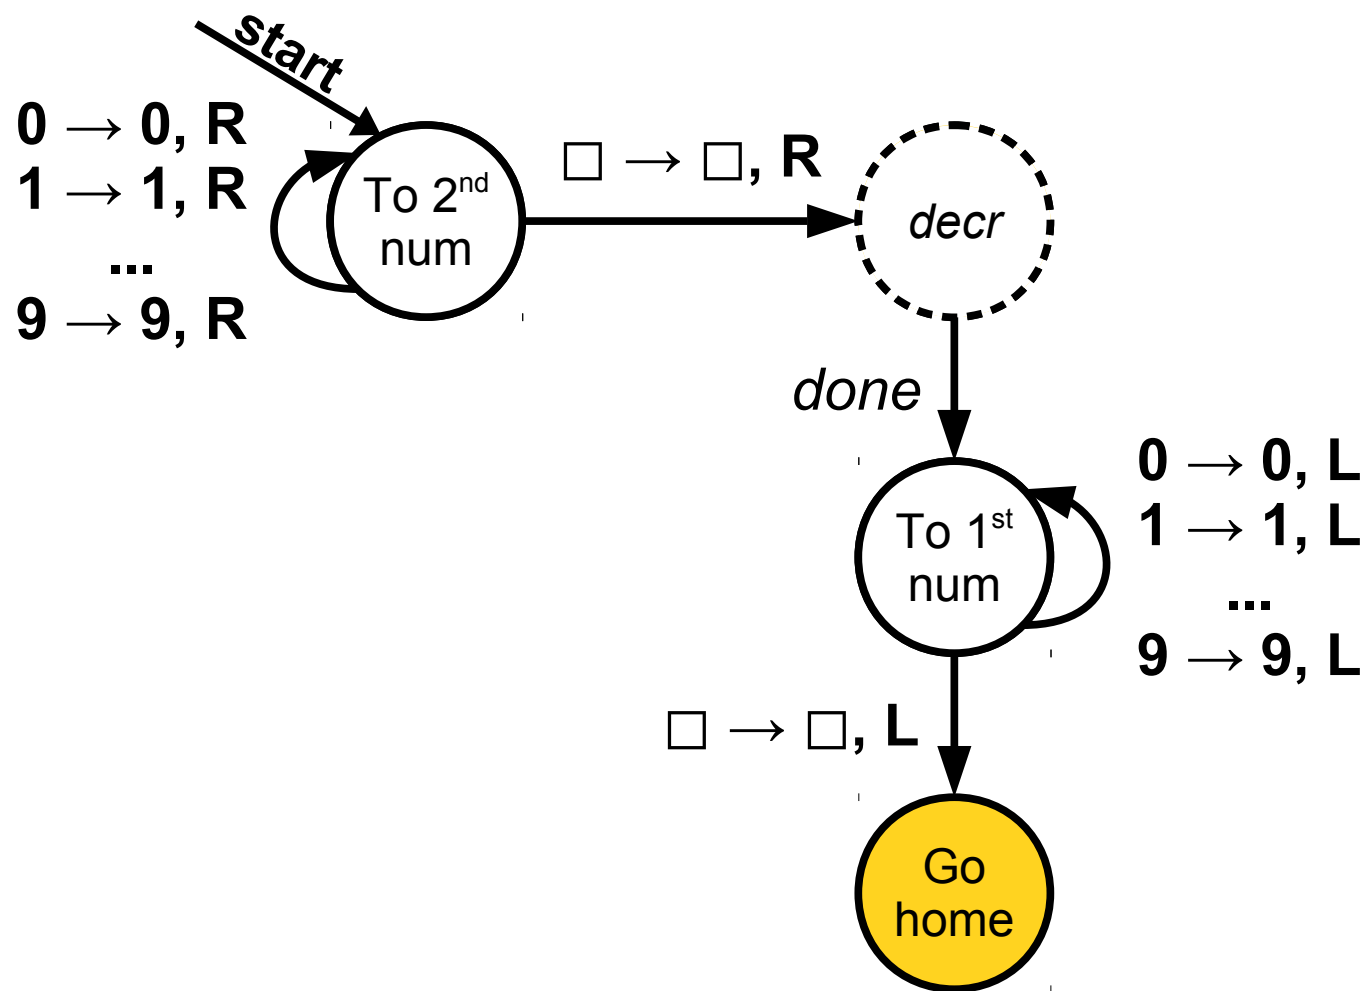 start
0 → 0, R
1 → 1, R
...
9 → 9, R
To 2nd
num
□ → □, R
decr
done
To 1st
num
0 → 0, L
1 → 1, L
...
9 → 9, L
□ → □, L
Go
home